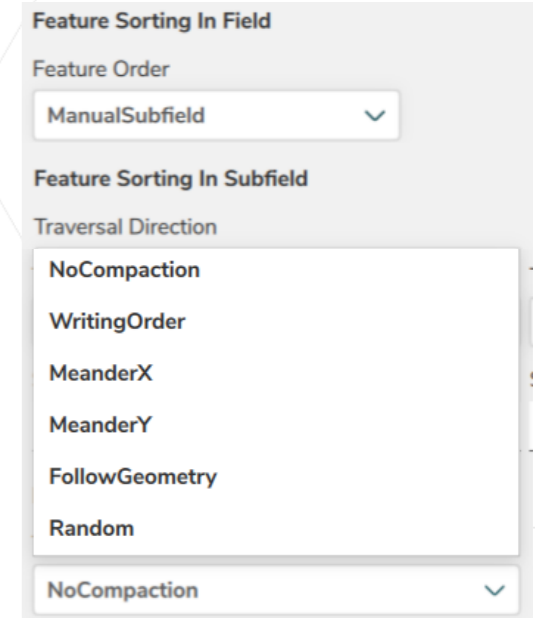 Feature Sorting In Field
Feature Order
ManualSubfield
Feature Sorting In Subfield
Traversal Direction
NoCompaction
WritingOrder
MeanderX
MeanderY
FollowGeometry
Random
NoCompaction